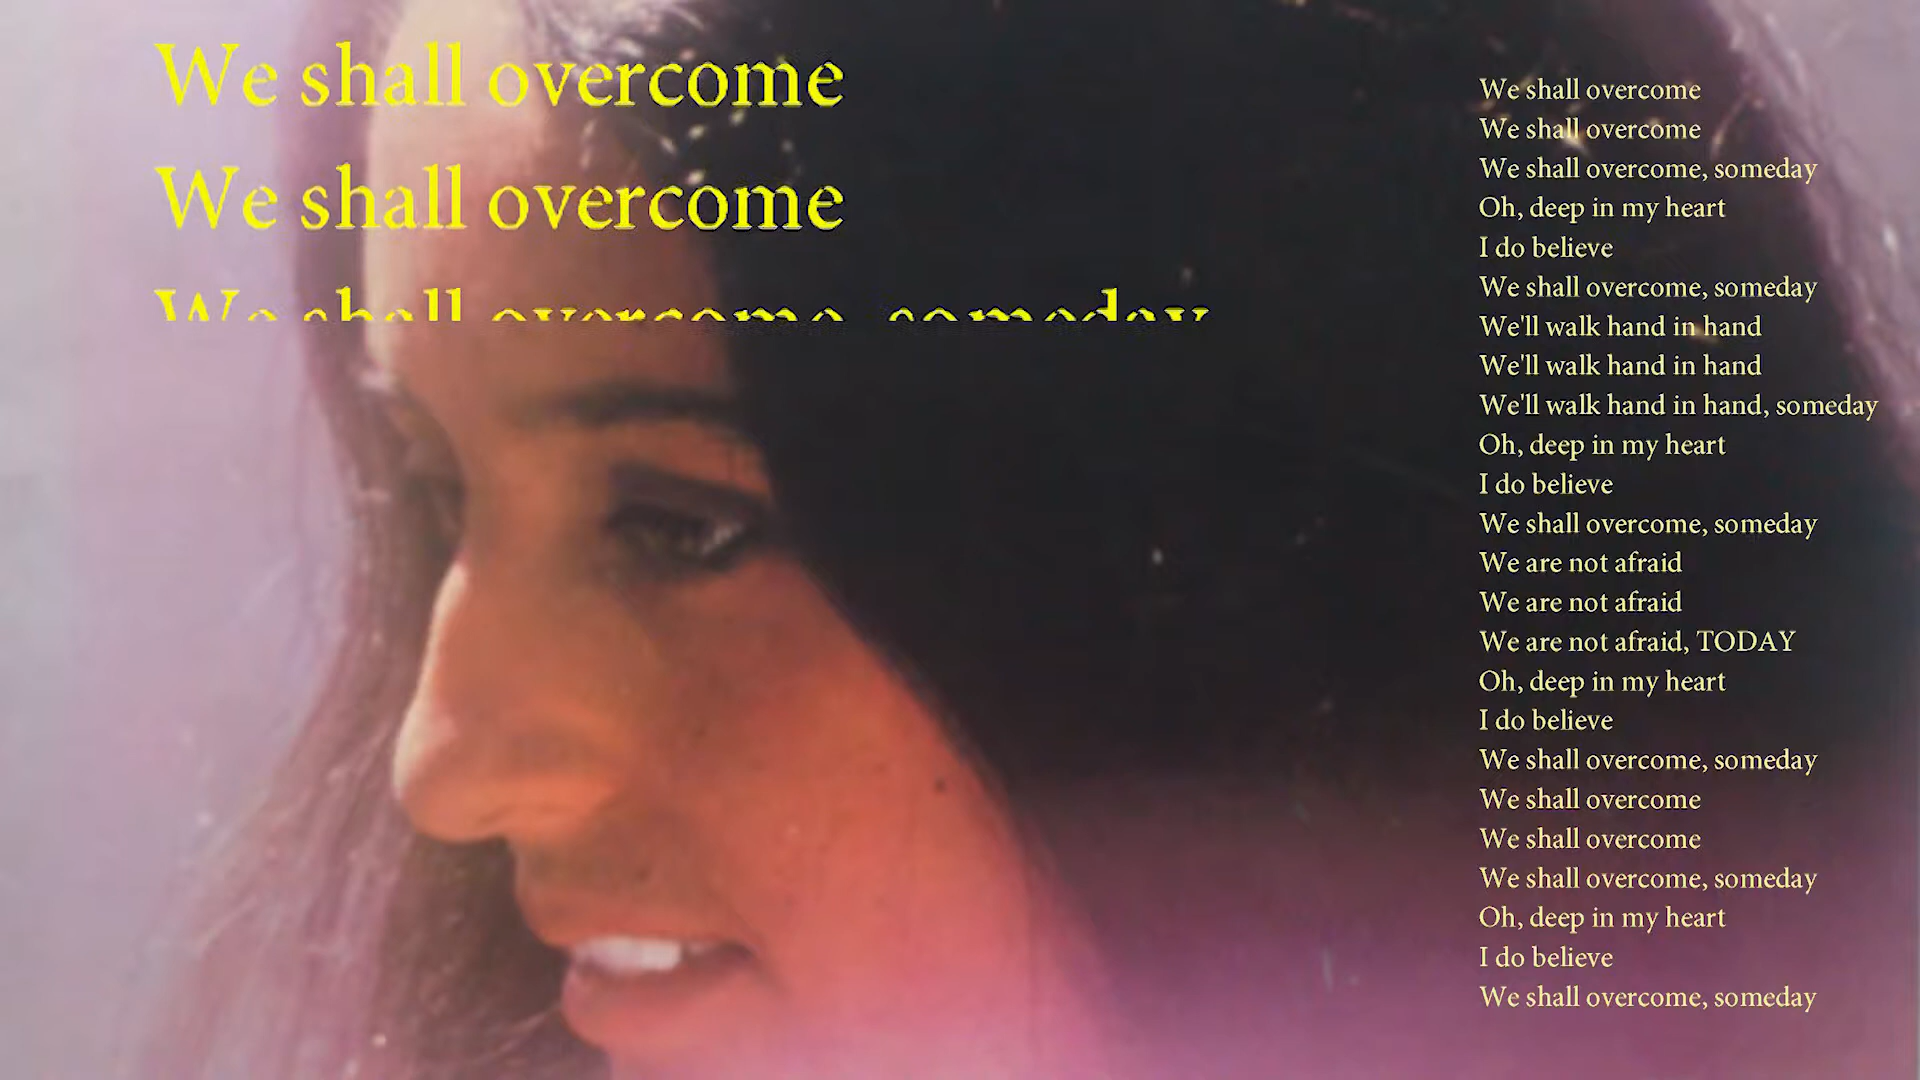 We shall overcome
We shall overcome
We shall overcome, someday
We shall overcome
We shall overcome
We shall overcome, someday
Oh, deep in my heart
I do believe
We shall overcome, someday
We'll walk hand in hand
We'll walk hand in hand
We'll walk hand in hand, someday
Oh, deep in my heart
I do believe
We shall overcome, someday
We are not afraid
We are not afraid
We are not afraid, TODAY
Oh, deep in my heart
I do believe
We shall overcome, someday
We shall overcome
We shall overcome
We shall overcome, someday
Oh, deep in my heart
I do believe
We shall overcome, someday